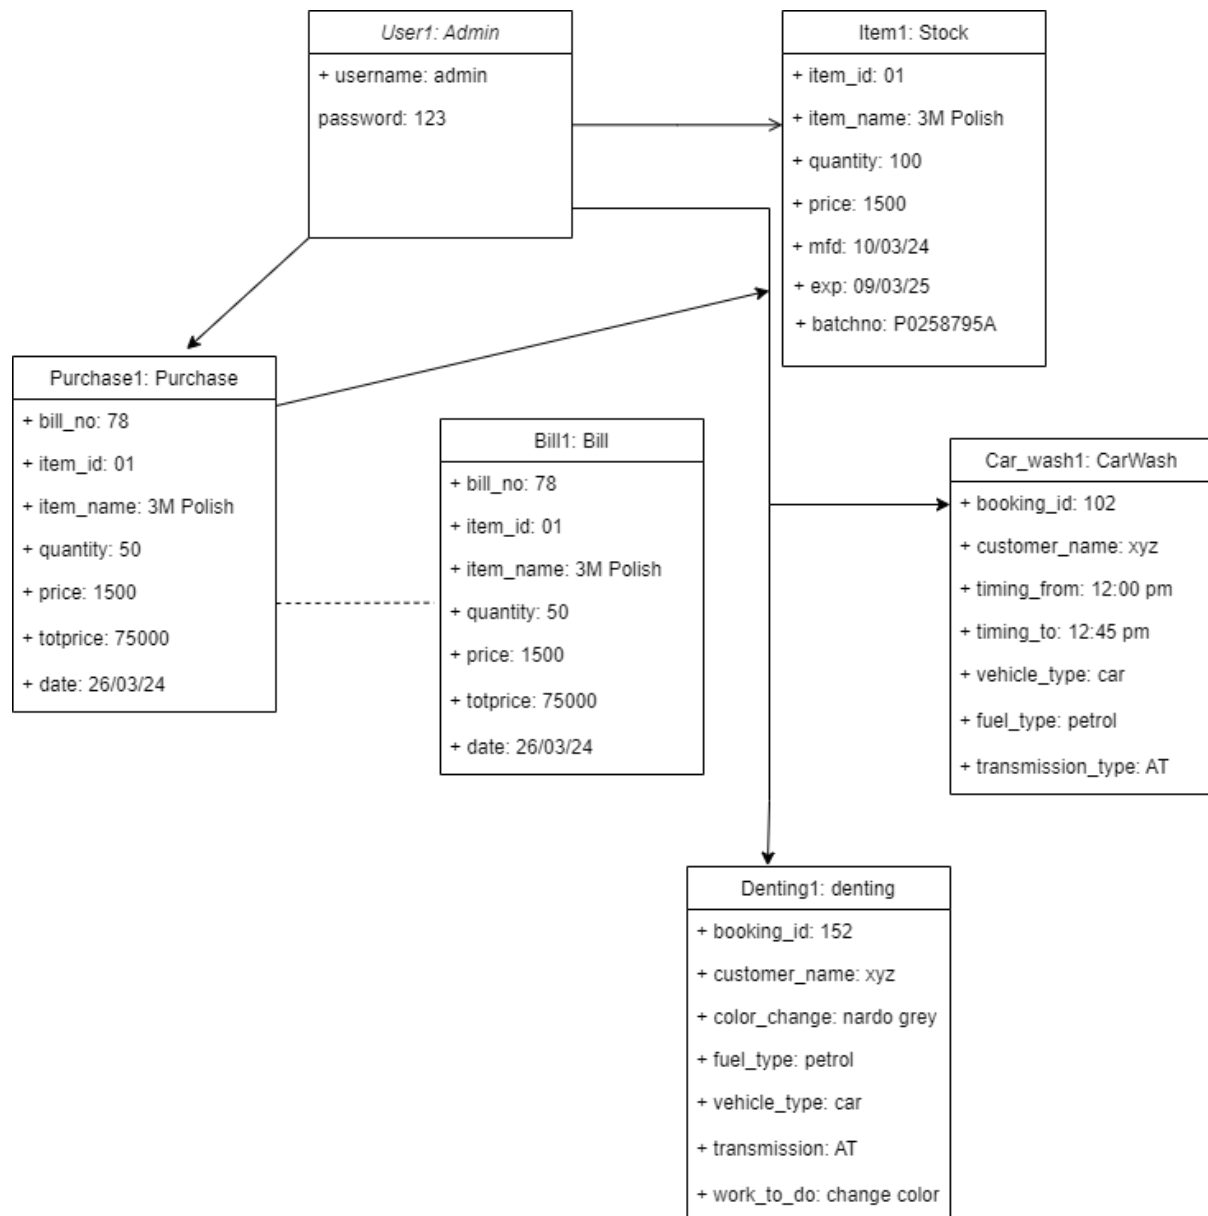 User1: Admin
+ username: admin
password: 123
Item1: Stock
+ item_id: 01
+ item_name: 3M Polish
+ quantity: 100
+ price: 1500
+ mfd: 10/03/24
+ exp: 09/03/25
+ batchno: P0258795A
Purchase1: Purchase
+ bill_no: 78
+ item_id: 01
+ item_name: 3M Polish
+ quantity: 50
+ price: 1500
+ totprice: 75000
+ date: 26/03/24
Bill1: Bill
+ bill_no: 78
+ item_id: 01
+ item_name: 3M Polish
+ quantity: 50
+ price: 1500
+ totprice: 75000
+ date: 26/03/24
Car_wash1: CarWash
+ booking_id: 102
+ customer_name: xyz
+ timing_from: 12:00 pm
+ timing_to: 12:45 pm
+ vehicle_type: car
+ fuel_type: petrol
+ transmission_type: AT
Denting1: denting
+ booking_id: 152
+ customer_name: xyz
+ color_change: nardo grey
+ fuel_type: petrol
+ vehicle_type: car
+ transmission: AT
+ work_to_do: change color